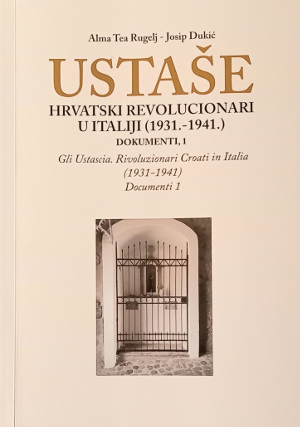 Alma Tea Rugelj - Josip Dukić
USTAŠE
HRVATSKI REVOLUCIONARI
U ITALIJI (1931.-1941.)
DOKUMENTI, 1
Gli Ustascia. Rivoluzionari Croati in Italia
(1931-1941)
Documenti 1